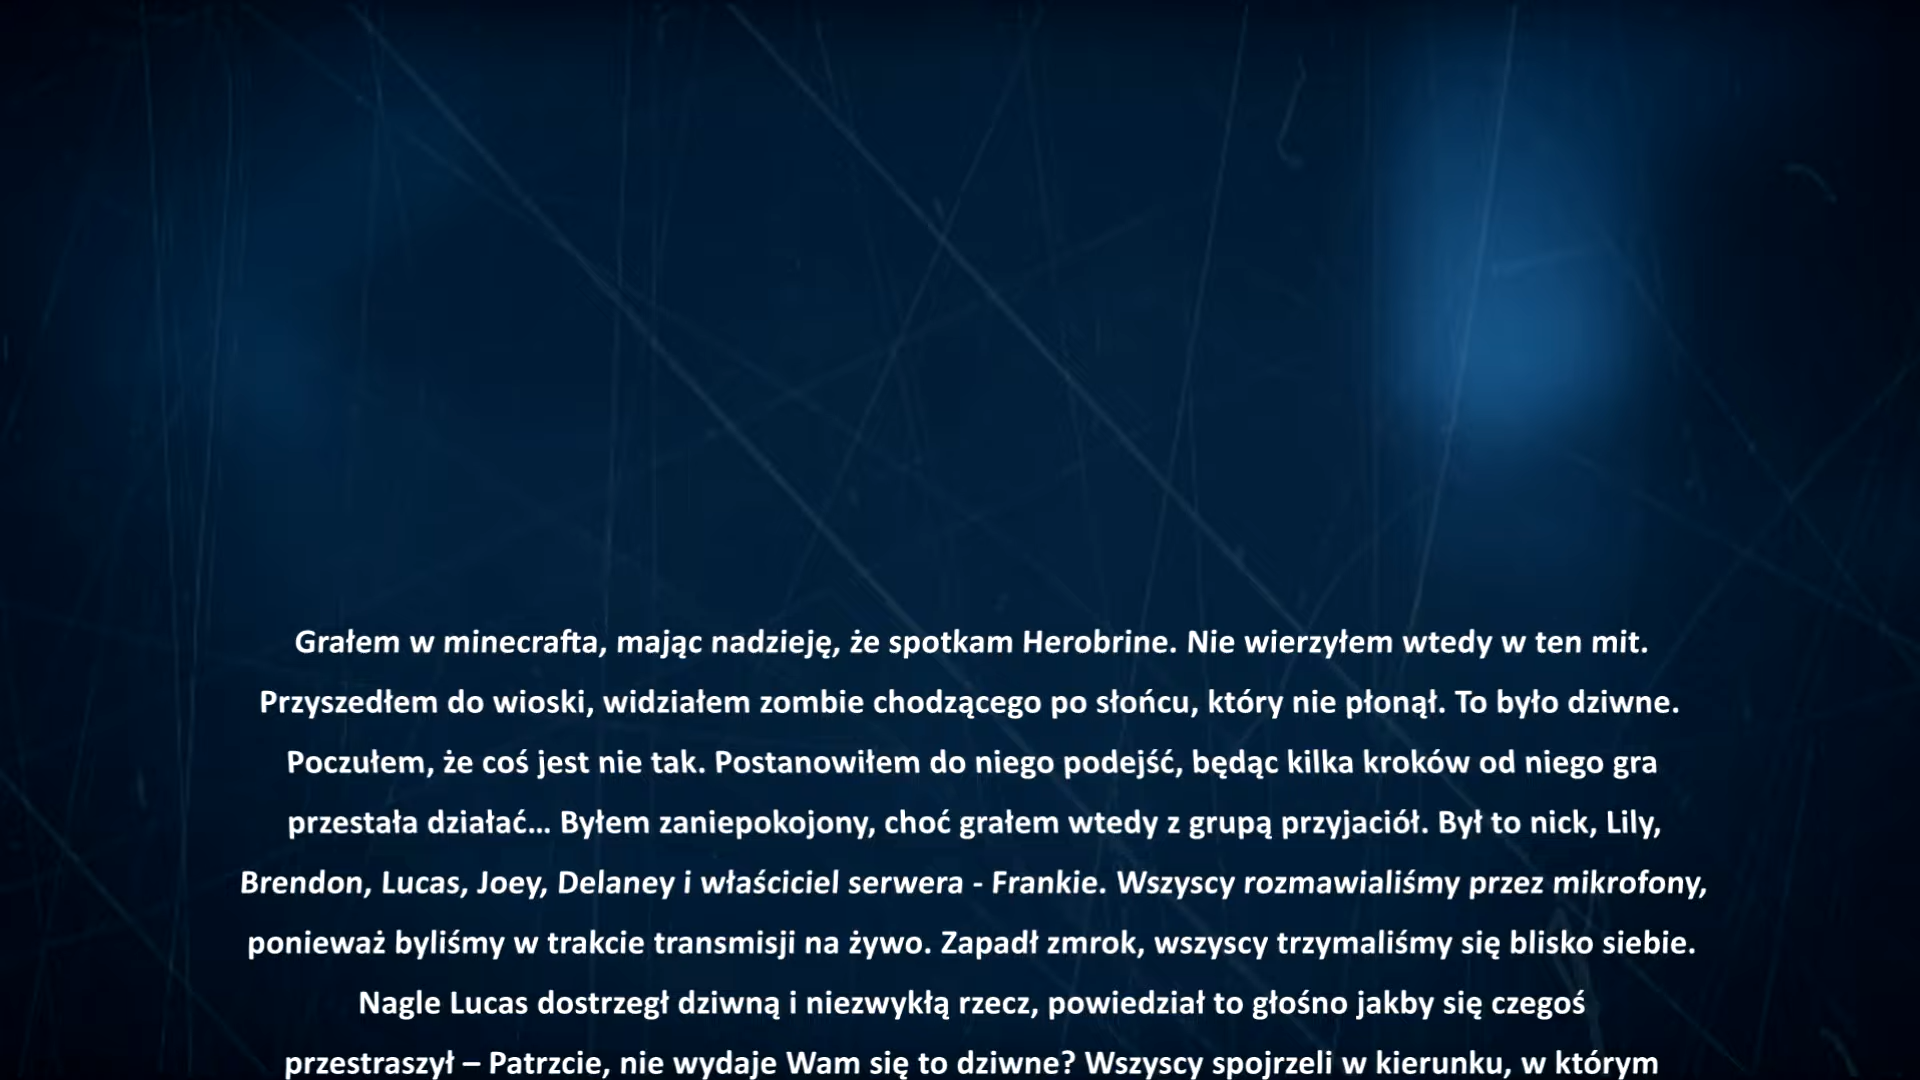 Grałem w minecrafta, mając nadzieję, że spotkam Herobrine. Nie wierzyłem wtedy w ten mit.
Przyszedłem do wioski, widziałem zombie chodzącego po słońcu, który nie płonął. To było dziwne.
Poczułem, że coś jest nie tak. Postanowiłem do niego podejść, będąc kilka kroków od niego gra
przestała działać... Byłem zaniepokojony, choć grałem wtedy z grupą przyjaciół. Był to nick, Lily,
Brendon, Lucas, Joey, Delaney i właściciel serwera - Frankie. Wszyscy rozmawialiśmy przez mikrofony,
ponieważ byliśmy w trakcie transmisji na żywo. Zapadł zmrok, wszyscy trzymaliśmy się blisko siebie.
Nagle Lucas dostrzegł dziwną i niezwykłą rzecz, powiedział to głośno jakby się czegoś
przestraszył – Patrzcie, nie wydaje Wam się to dziwne? Wszyscy spojrzeli w kierunku, w którym